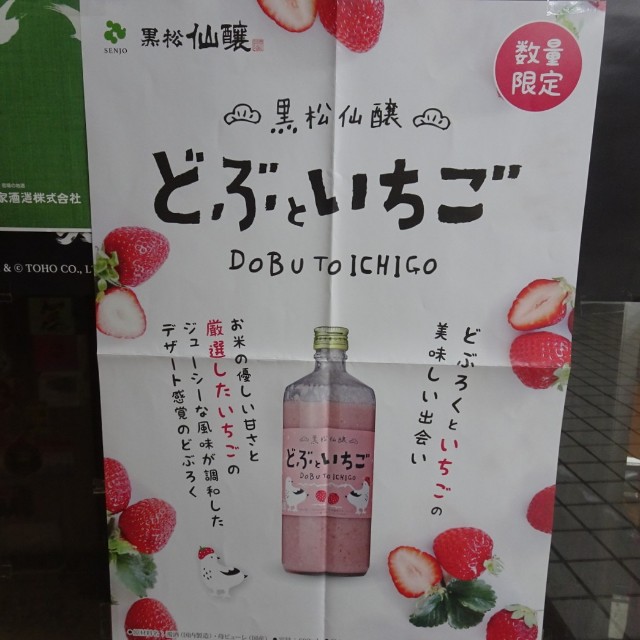 SENJO
黒松仙醸
数量
限定
黒松仙醸
どぶといちご
DOBU TO ICHIGO
家酒造株式会社
& © TOHO CO., L
どぶろくといちごの
美味しい出会い
お米の優しい甘さと
厳選したいちごの
ジューシーな風味が調和した
デザート感覚のどぶろく
黒松仙醸
どぶといちご
DOBU TO ICHIGO